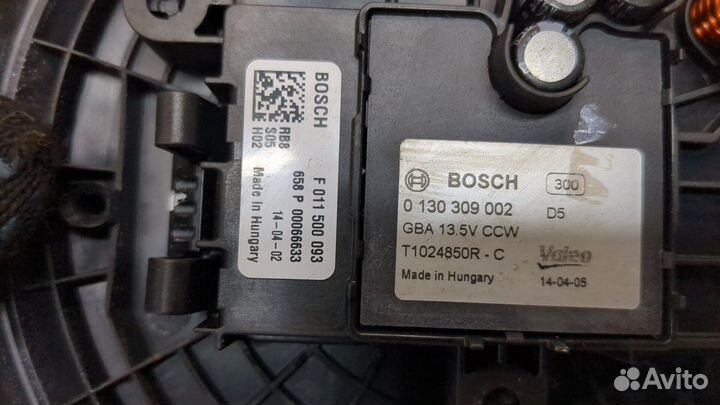 BOSCH
F 011 500 093
RB8
S05
H02
658 P 00066633
14-04-02
Made in Hungary
BOSCH
300
0 130 309 002
D5
GBA 13.5V CCW
T1024850R - C
Valeo
Made in Hungary
14-04-05
Avito